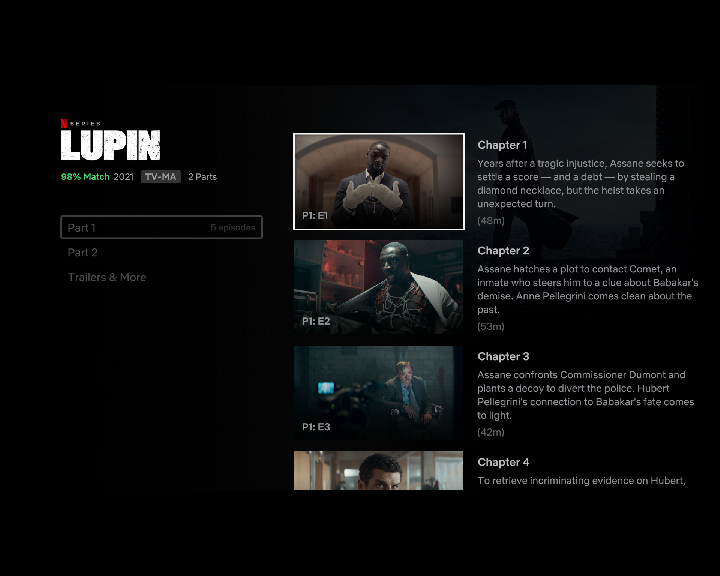 N SERIES
LUPIN
98% Match 2021 TV-MA 2 Parts
Part 1 5 episodes
Part 2
Trailers & More
P1: E1
Chapter 1
Years after a tragic injustice, Assane seeks to
settle a score — and a debt — by stealing a
diamond necklace, but the heist takes an
unexpected turn.
(48m)
P1: E2
Chapter 2
Assane hatches a plot to contact Comet, an
inmate who steers him to a clue about Babakar's
demise. Anne Pellegrini comes clean about the
past.
(53m)
P1: E3
Chapter 3
Assane confronts Commissioner Dumont and
plants a decoy to divert the police. Hubert
Pellegrini's connection to Babakar's fate comes
to light.
(42m)
Chapter 4
To retrieve incriminating evidence on Hubert,